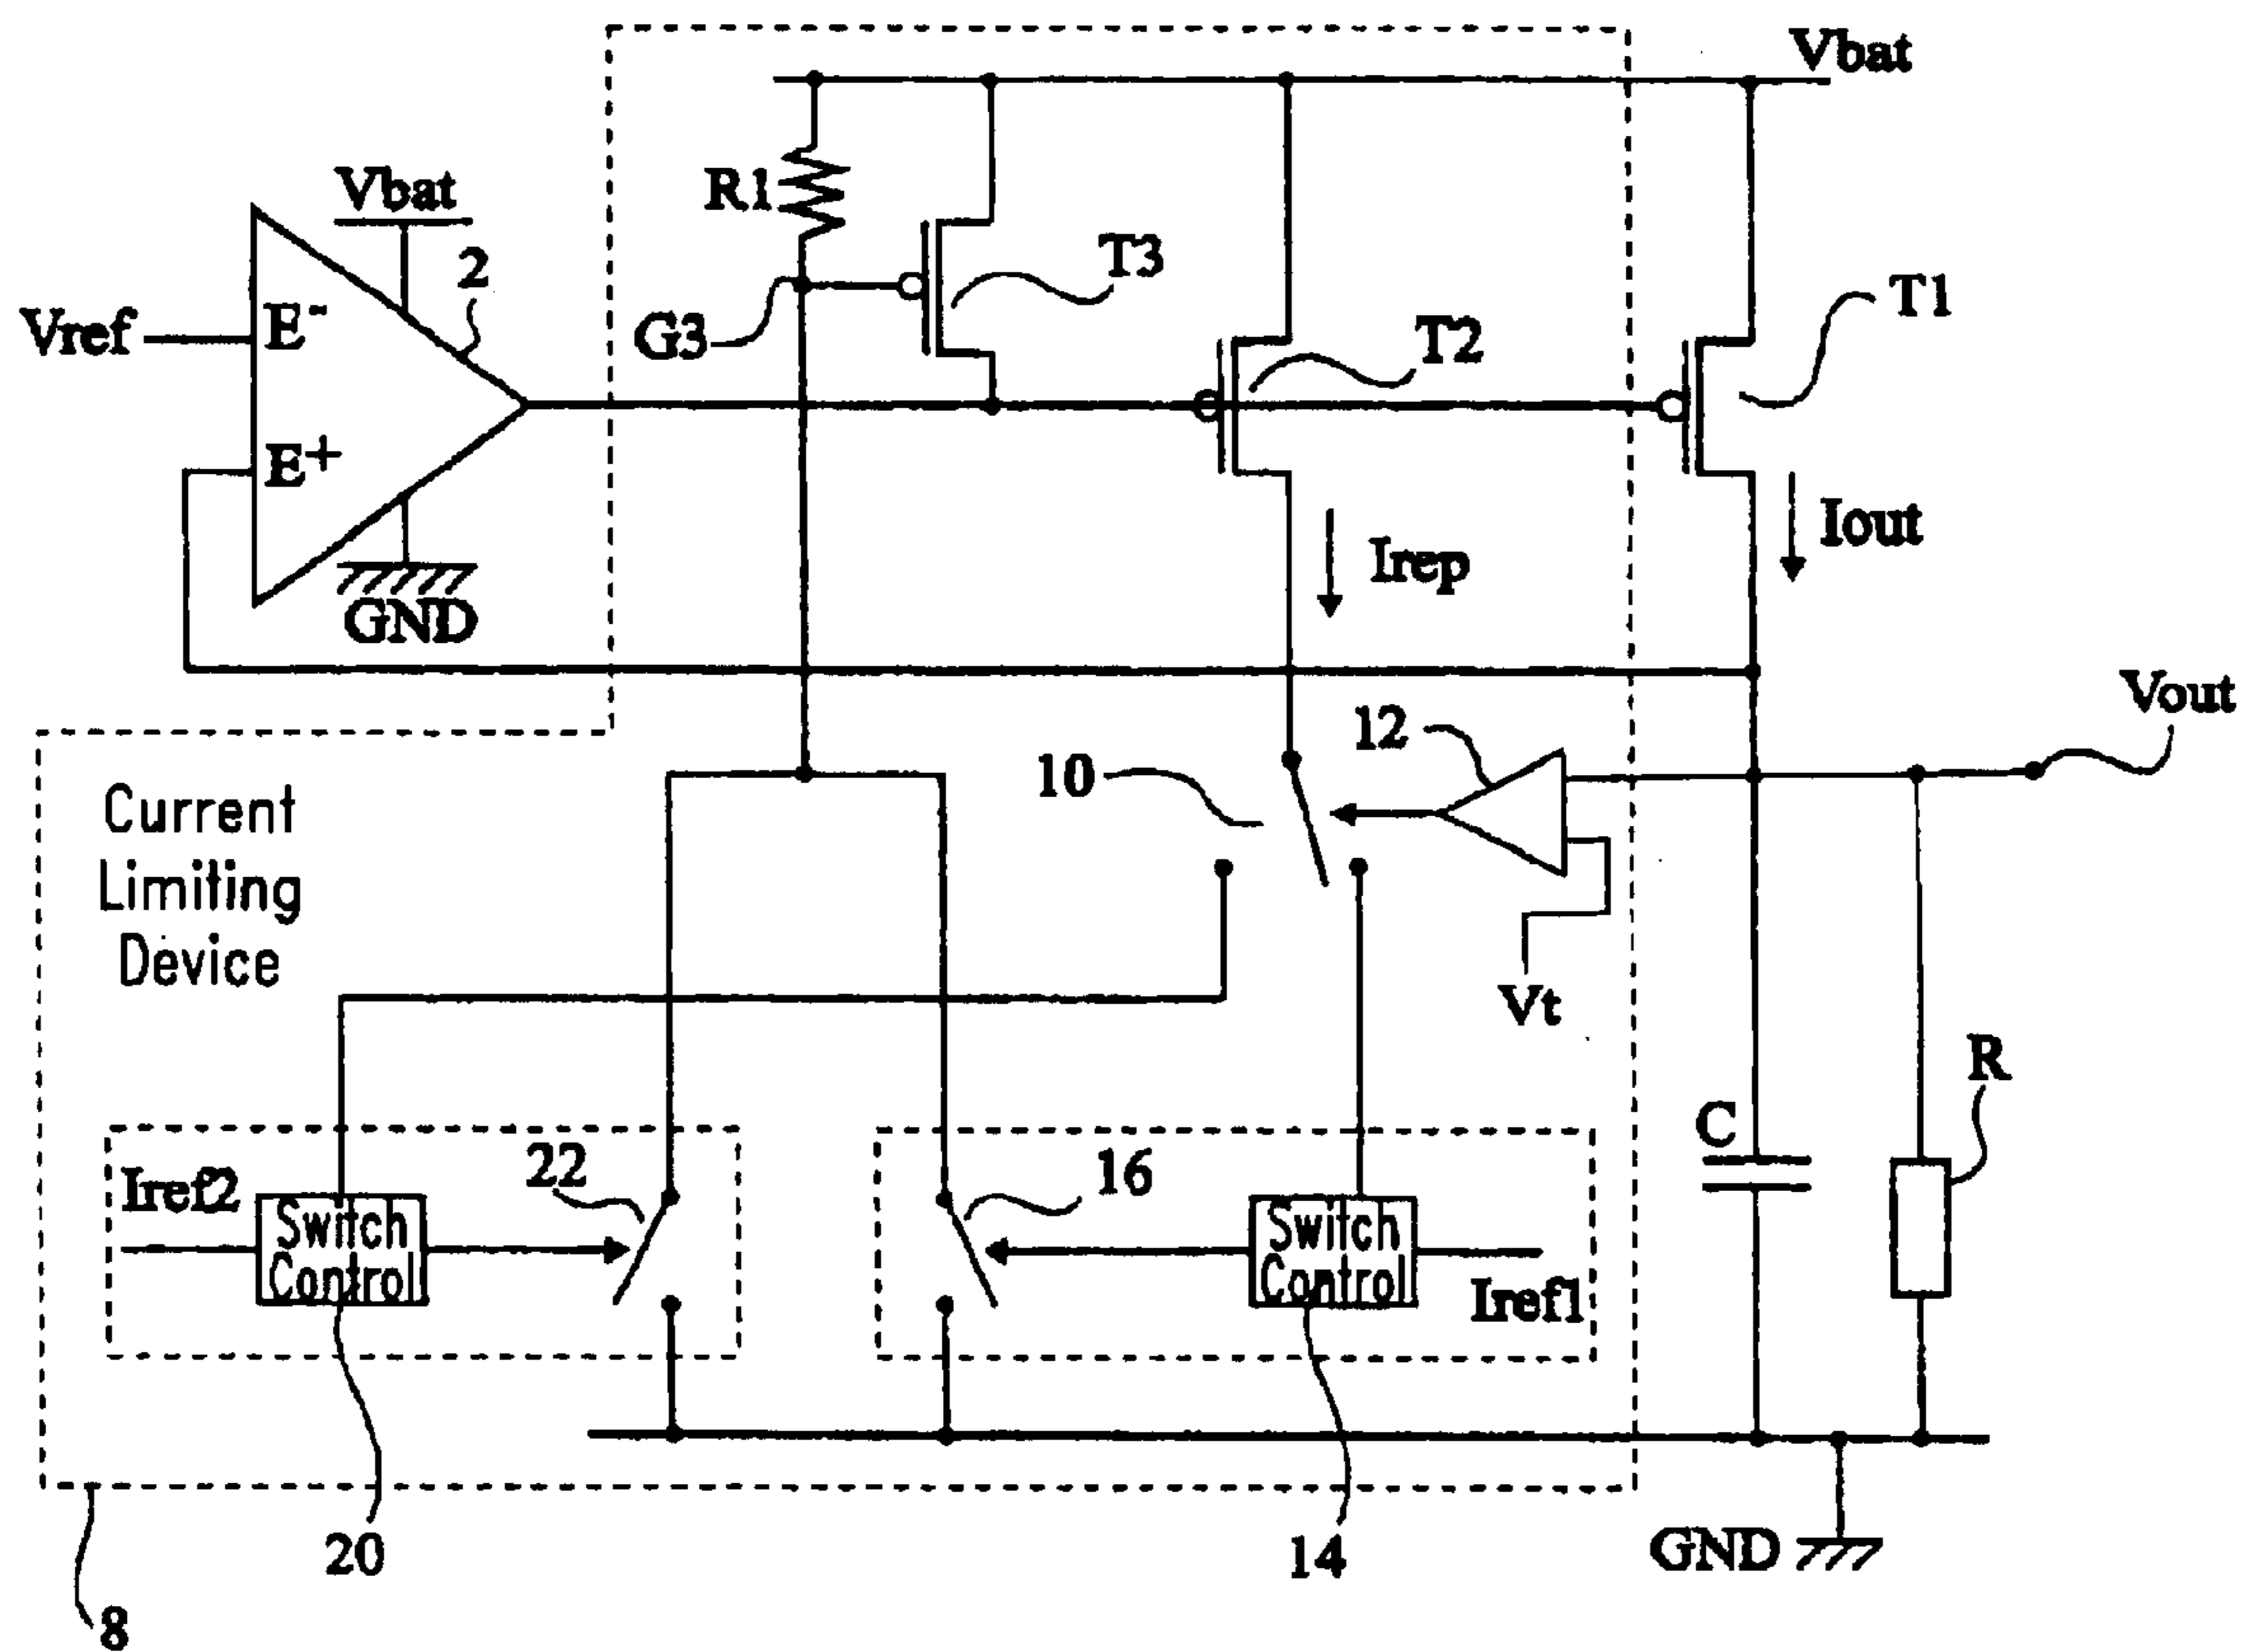 Vbat
Vbat
R1
2
T3
Vref
E-
G3
T2
T1
E+
Iout
Irep
GND
Vout
12
10
Current
Limiting
Device
Vt
R
C
22
16
Iref2
Switch
Control
Switch
Control
Iref1
20
14
GND
8